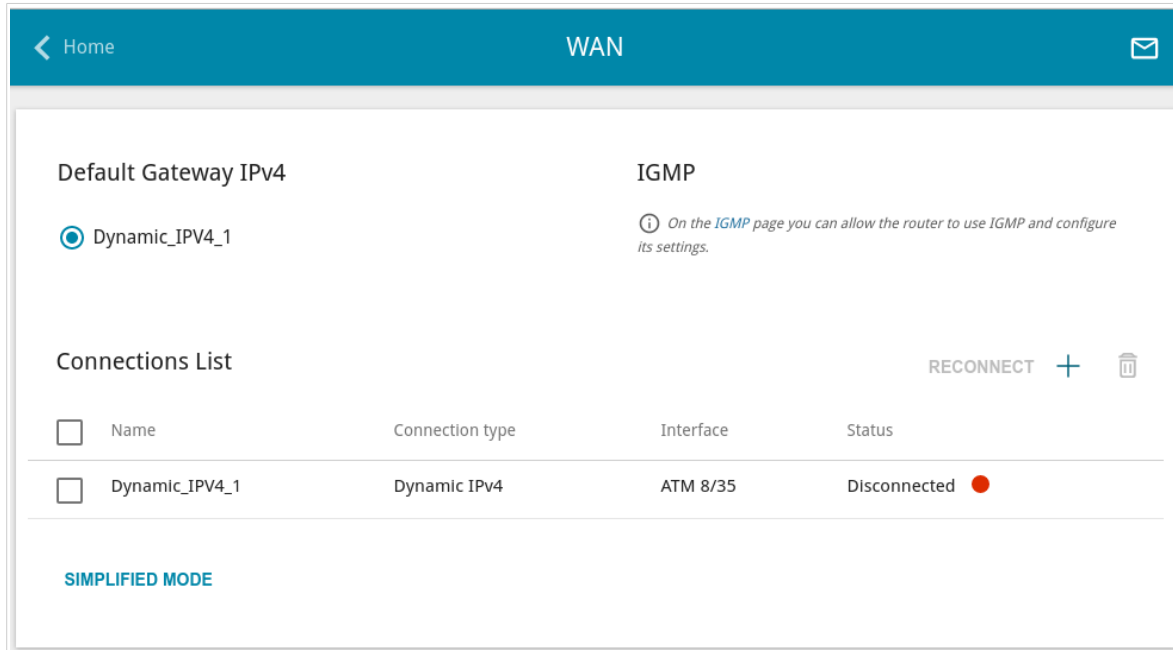 Home
WAN
Default Gateway IPv4
Dynamic_IPV4_1
IGMP
On the IGMP page you can allow the router to use IGMP and configure
its settings.
Connections List
RECONNECT
Name Connection type Interface Status
Dynamic_IPV4_1 Dynamic IPv4 ATM 8/35 Disconnected
SIMPLIFIED MODE